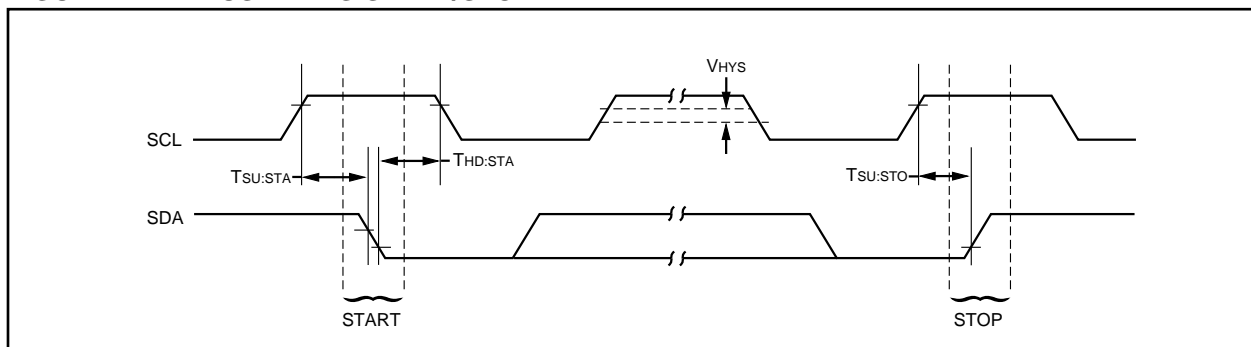 VHYS
SCL
THD:STA
TSU:STA
TSU:STO
SDA
START
STOP